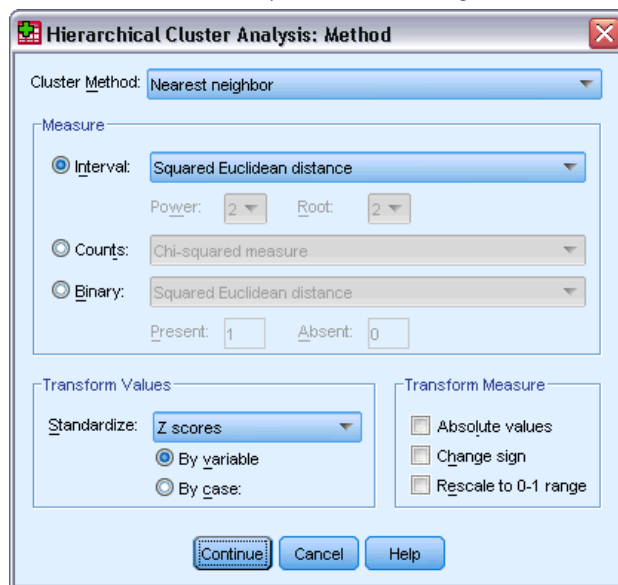 Hierarchical Cluster Analysis: Method
Cluster Method: Nearest neighbor
Measure
Interval: Squared Euclidean distance
Power: 2 Root: 2
Counts: Chi-squared measure
Binary: Squared Euclidean distance
Present: 1 Absent: 0
Transform Values
Standardize: Z scores
By variable
By case:
Transform Measure
Absolute values
Change sign
Rescale to 0-1 range
Continue Cancel Help